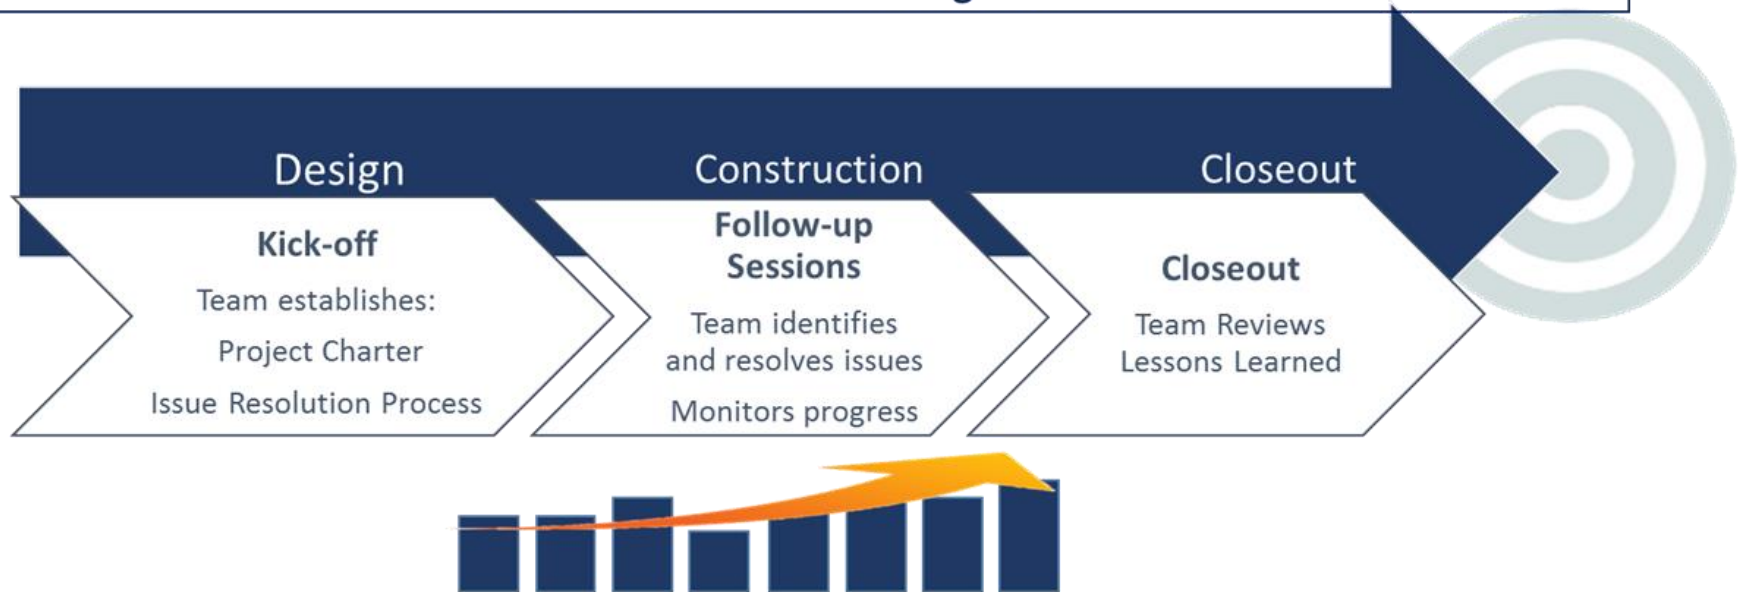 Design
Construction
Closeout
Kick-off
Team establishes:
Project Charter
Issue Resolution Process
Follow-up
Sessions
Team identifies
and resolves issues
Monitors progress
Closeout
Team Reviews
Lessons Learned